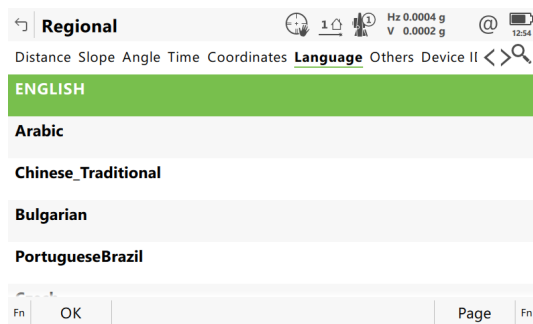 Regional
1
1
Hz 0.0004 g
V 0.0002 g
@
12:54
Distance Slope Angle Time Coordinates Language Others Device II
ENGLISH
Arabic
Chinese_Traditional
Bulgarian
PortugueseBrazil
Fn OK Page Fn